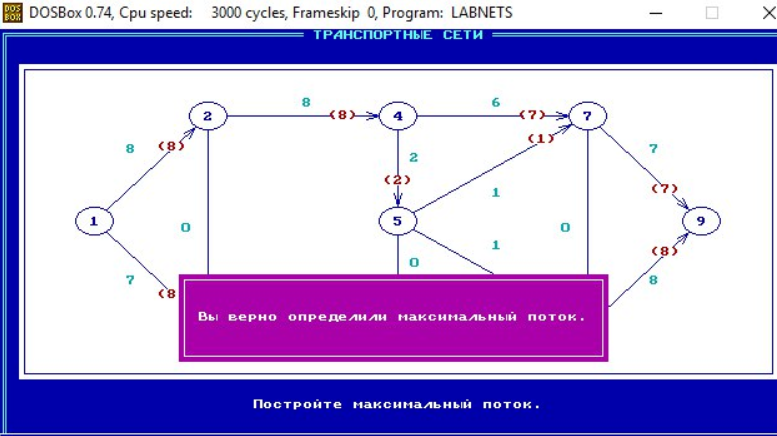 DOSBox 0.74, Cpu speed: 3000 cycles, Frameskip 0, Program: LABNETS
ТРАНСПОРТНЫЕ СЕТИ
8 6
2 (8) 4 (7) 7
8 (8) 2 (1) 7
(2) 1 (7)
1 5 9
0 0
1 (8)
7 0 8
(8
Вы верно определили максимальный поток.
Постройте максимальный поток.